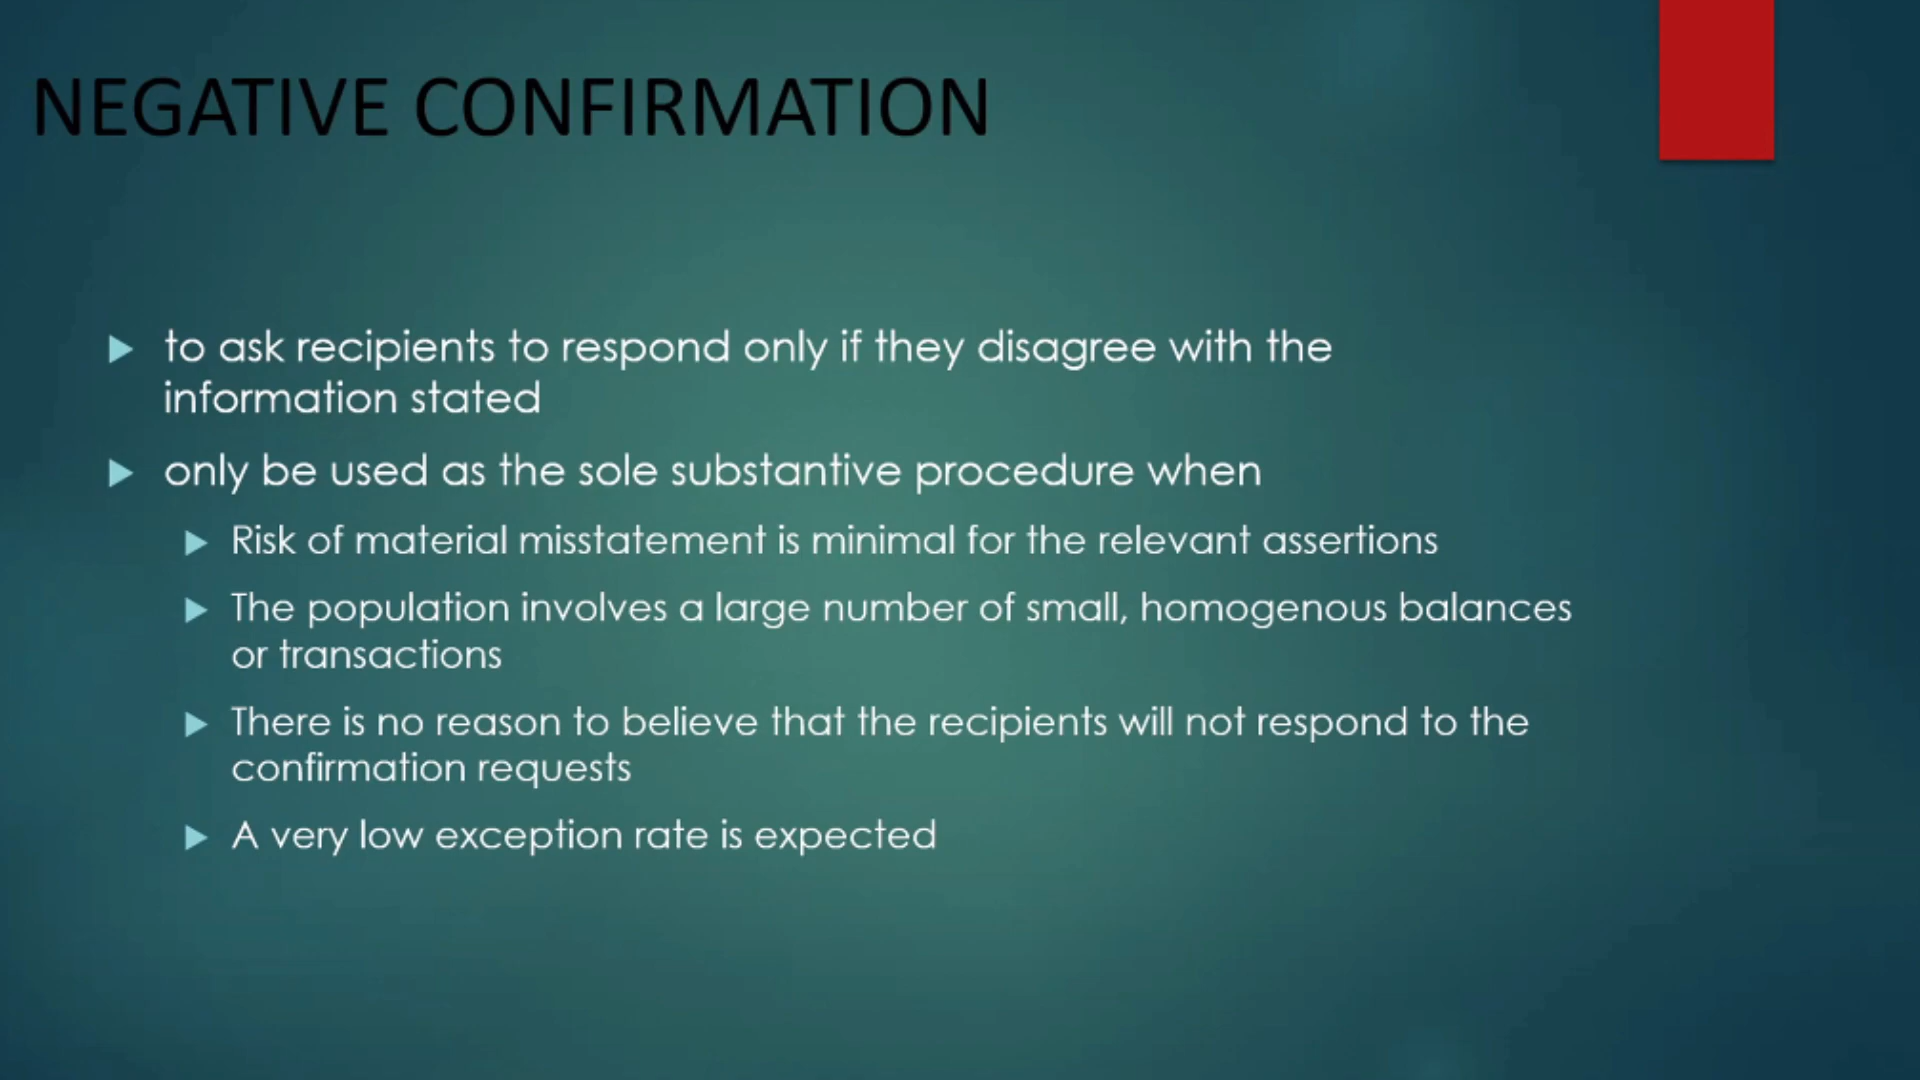 NEGATIVE CONFIRMATION
to ask recipients to respond only if they disagree with the
information stated
only be used as the sole substantive procedure when
Risk of material misstatement is minimal for the relevant assertions
The population involves a large number of small, homogenous balances
or transactions
There is no reason to believe that the recipients will not respond to the
confirmation requests
A very low exception rate is expected